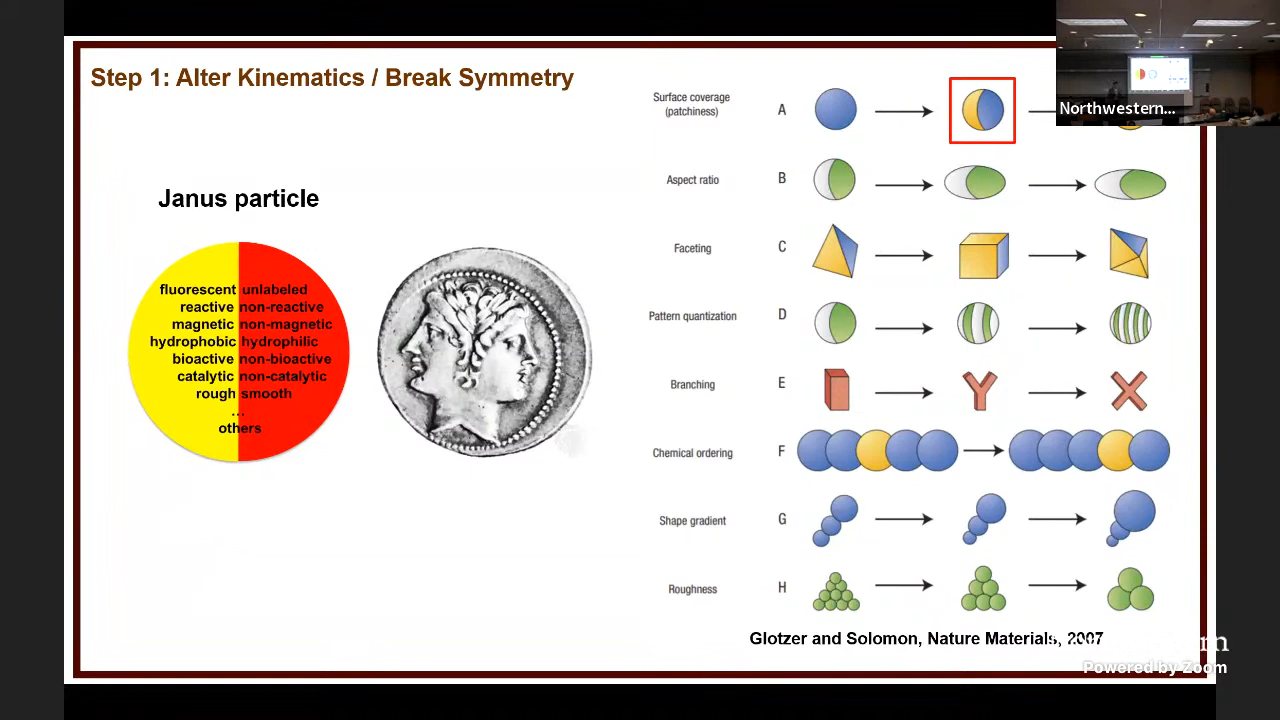 Step 1: Alter Kinematics / Break Symmetry
Janus particle
fluorescent unlabeled
reactive non-reactive
magnetic non-magnetic
hydrophobic hydrophilic
bioactive non-bioactive
catalytic non-catalytic
rough smooth
...
others
Surface coverage
(patchiness)
A
Aspect ratio
B
Faceting
C
Pattern quantization
D
Branching
E
Chemical ordering
F
Shape gradient
G
Roughness
H
Glotzer and Solomon, Nature Materials, 2007
Northwestern...
Powered by Zoom